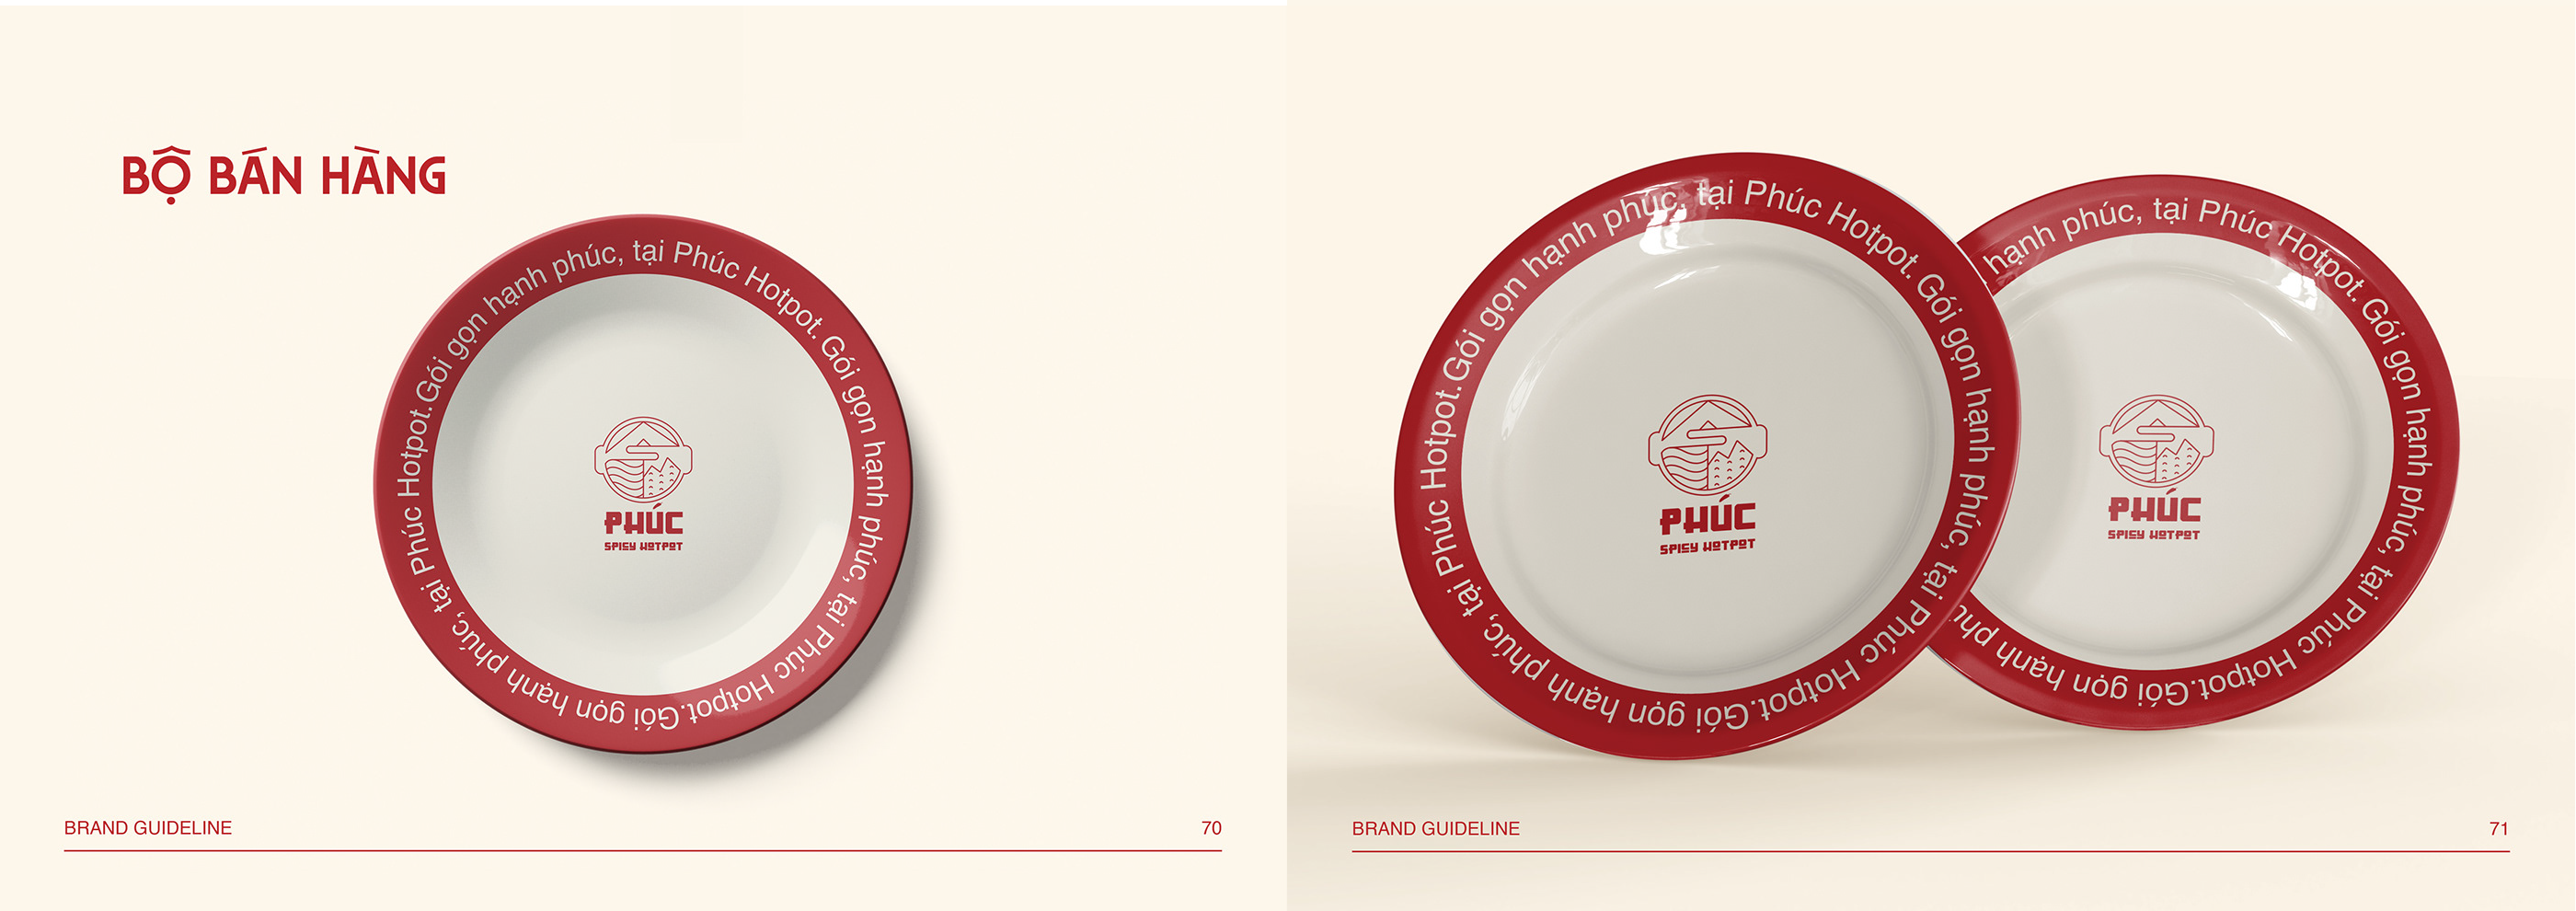 BỘ BÁN HÀNG
Gói gọn hạnh phúc, tại Phúc Hotpot. Gói gọn hạnh phúc, tại Phúc Hotpot.Gói gọn hạnh phúc, tại Phúc Hotpot.
PHÚC
SPICY HOTPOT
BRAND GUIDELINE
70
Gói gọn hạnh phúc, tại Phúc Hotpot. Gói gọn hạnh phúc, tại Phúc Hotpot.Gói gọn hạnh phúc, tại Phúc Hotpot.
PHÚC
SPICY HOTPOT
hạnh phúc, tại Phúc Hotpot. Gói gọn hạnh phúc, tại Phúc Hotpot.Gói gọn hạnh
PHÚC
SPICY HOTPOT
BRAND GUIDELINE
71